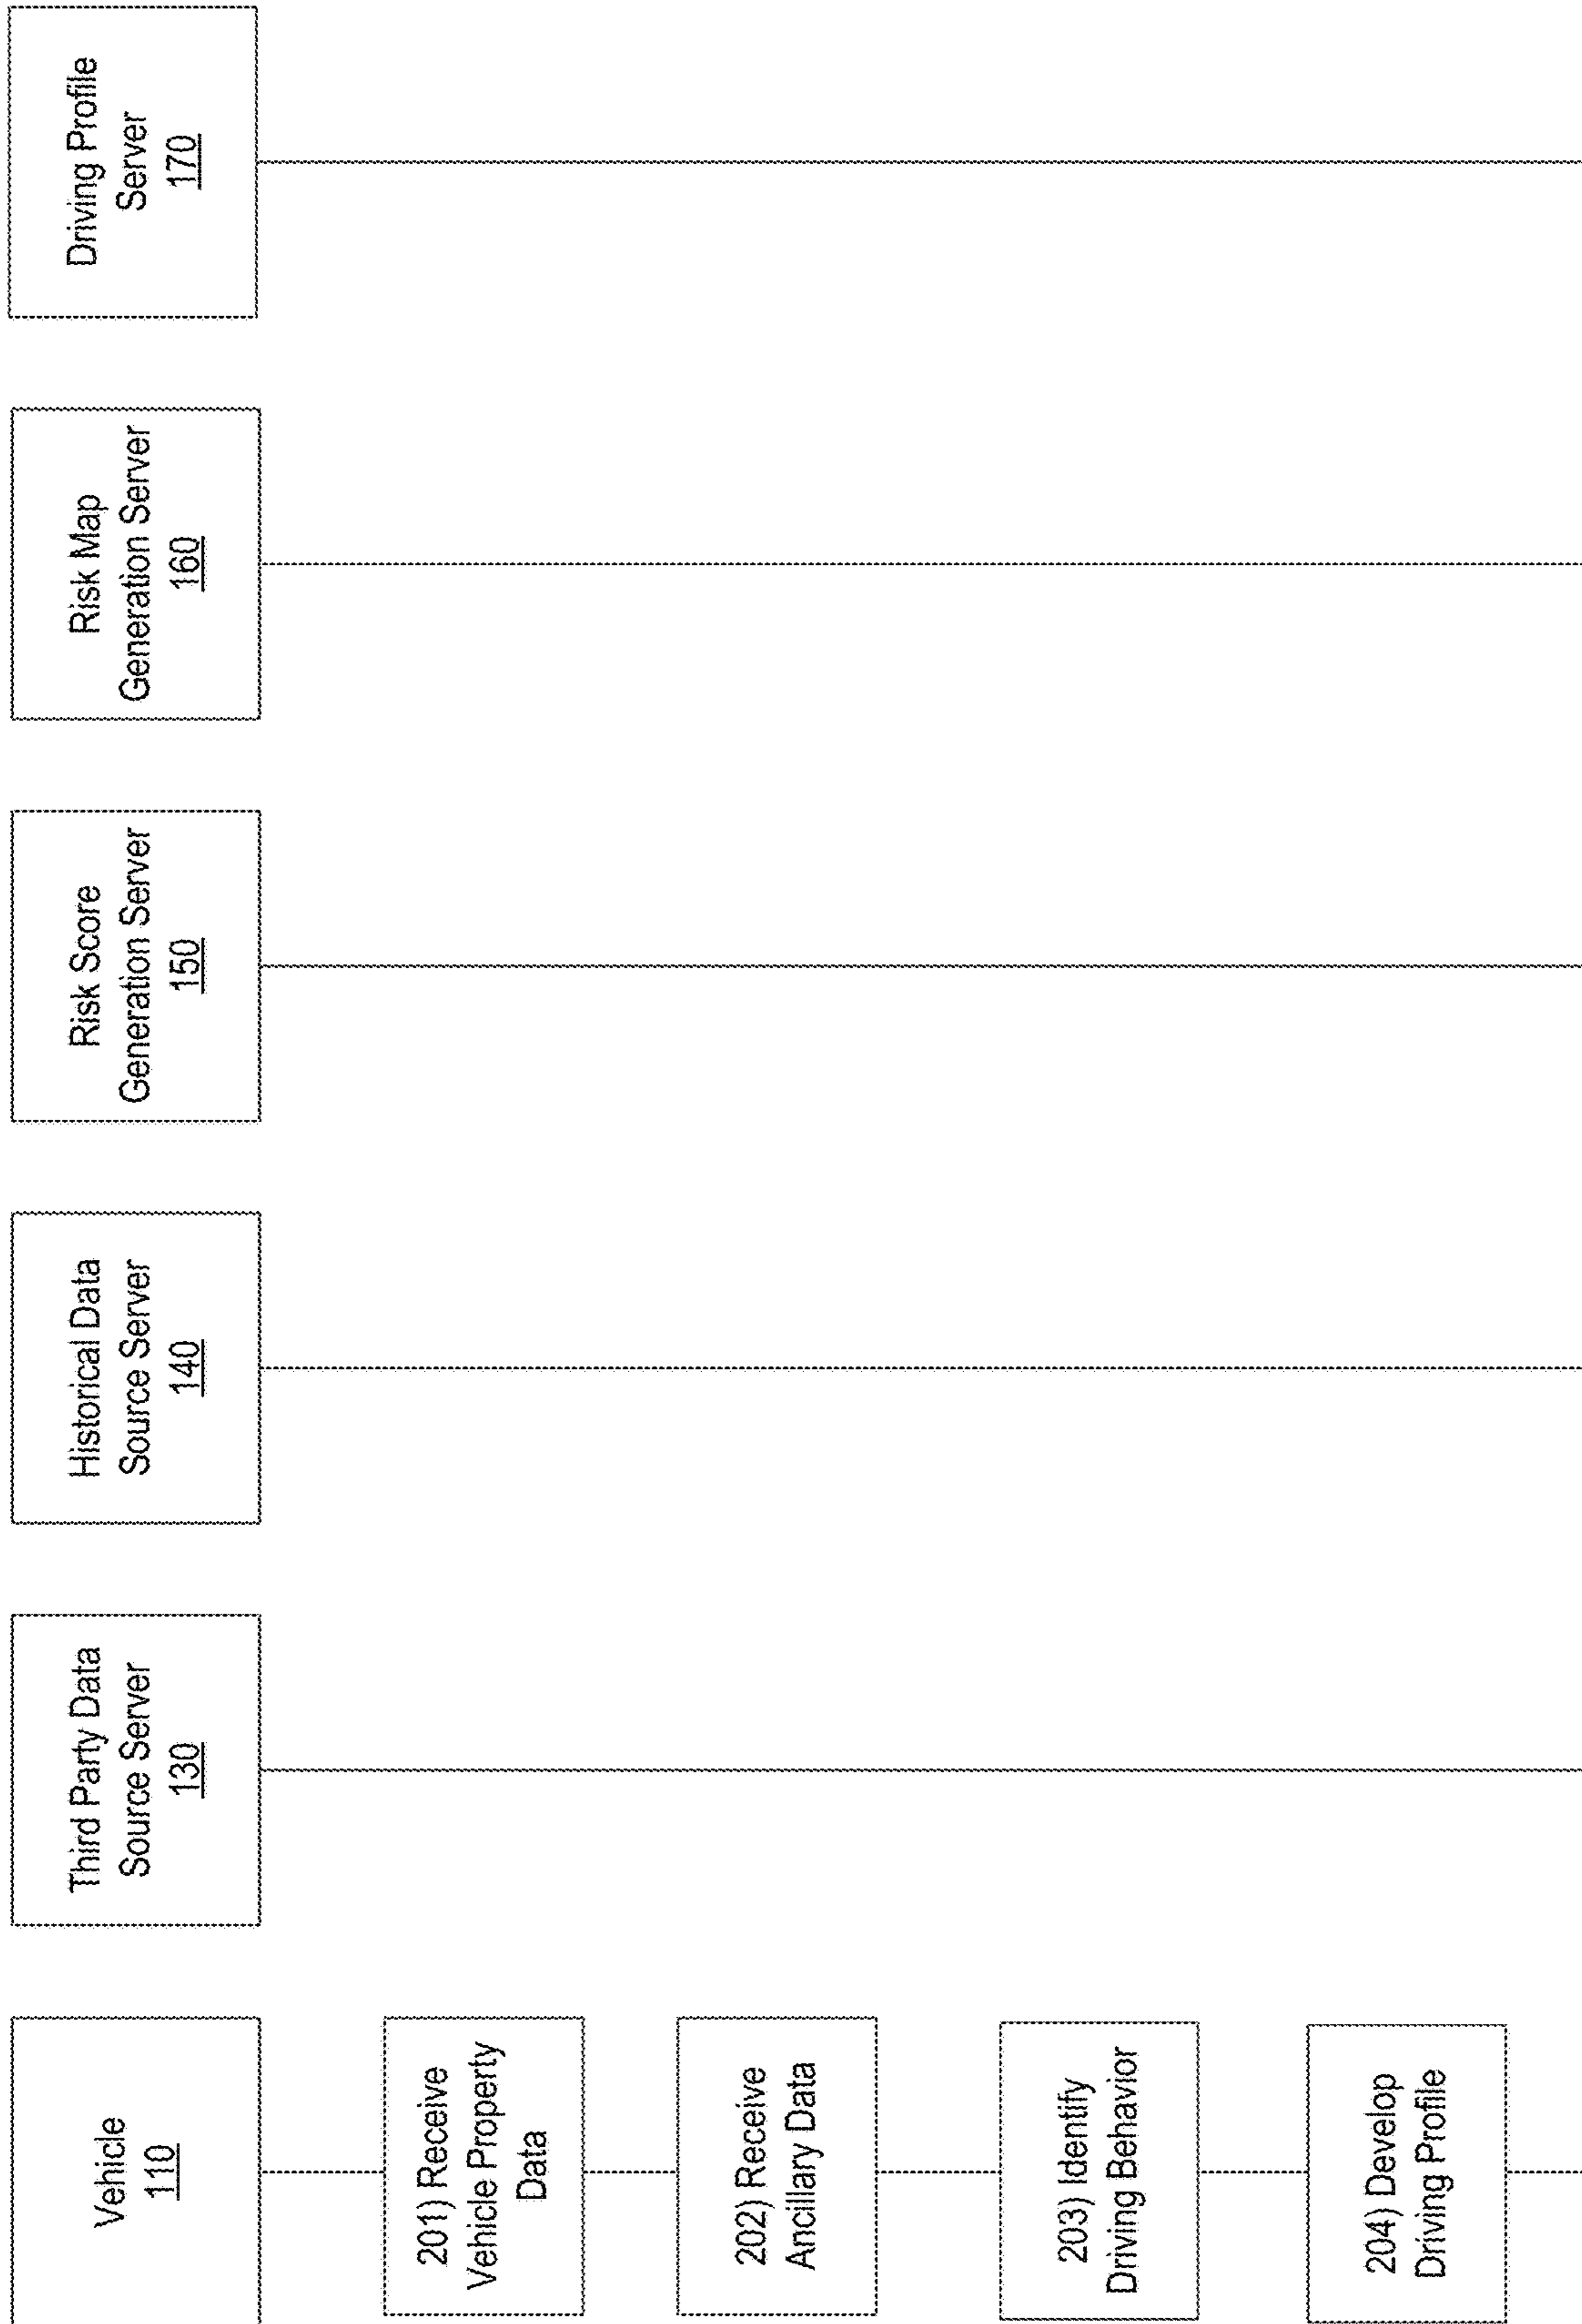 Vehicle
110
Third Party Data
Source Server
130
Historical Data
Source Server
140
Risk Score
Generation Server
150
Risk Map
Generation Server
160
Driving Profile
Server
170
201) Receive
Vehicle Property
Data
202) Receive
Ancillary Data
203) Identify
Driving Behavior
204) Develop
Driving Profile